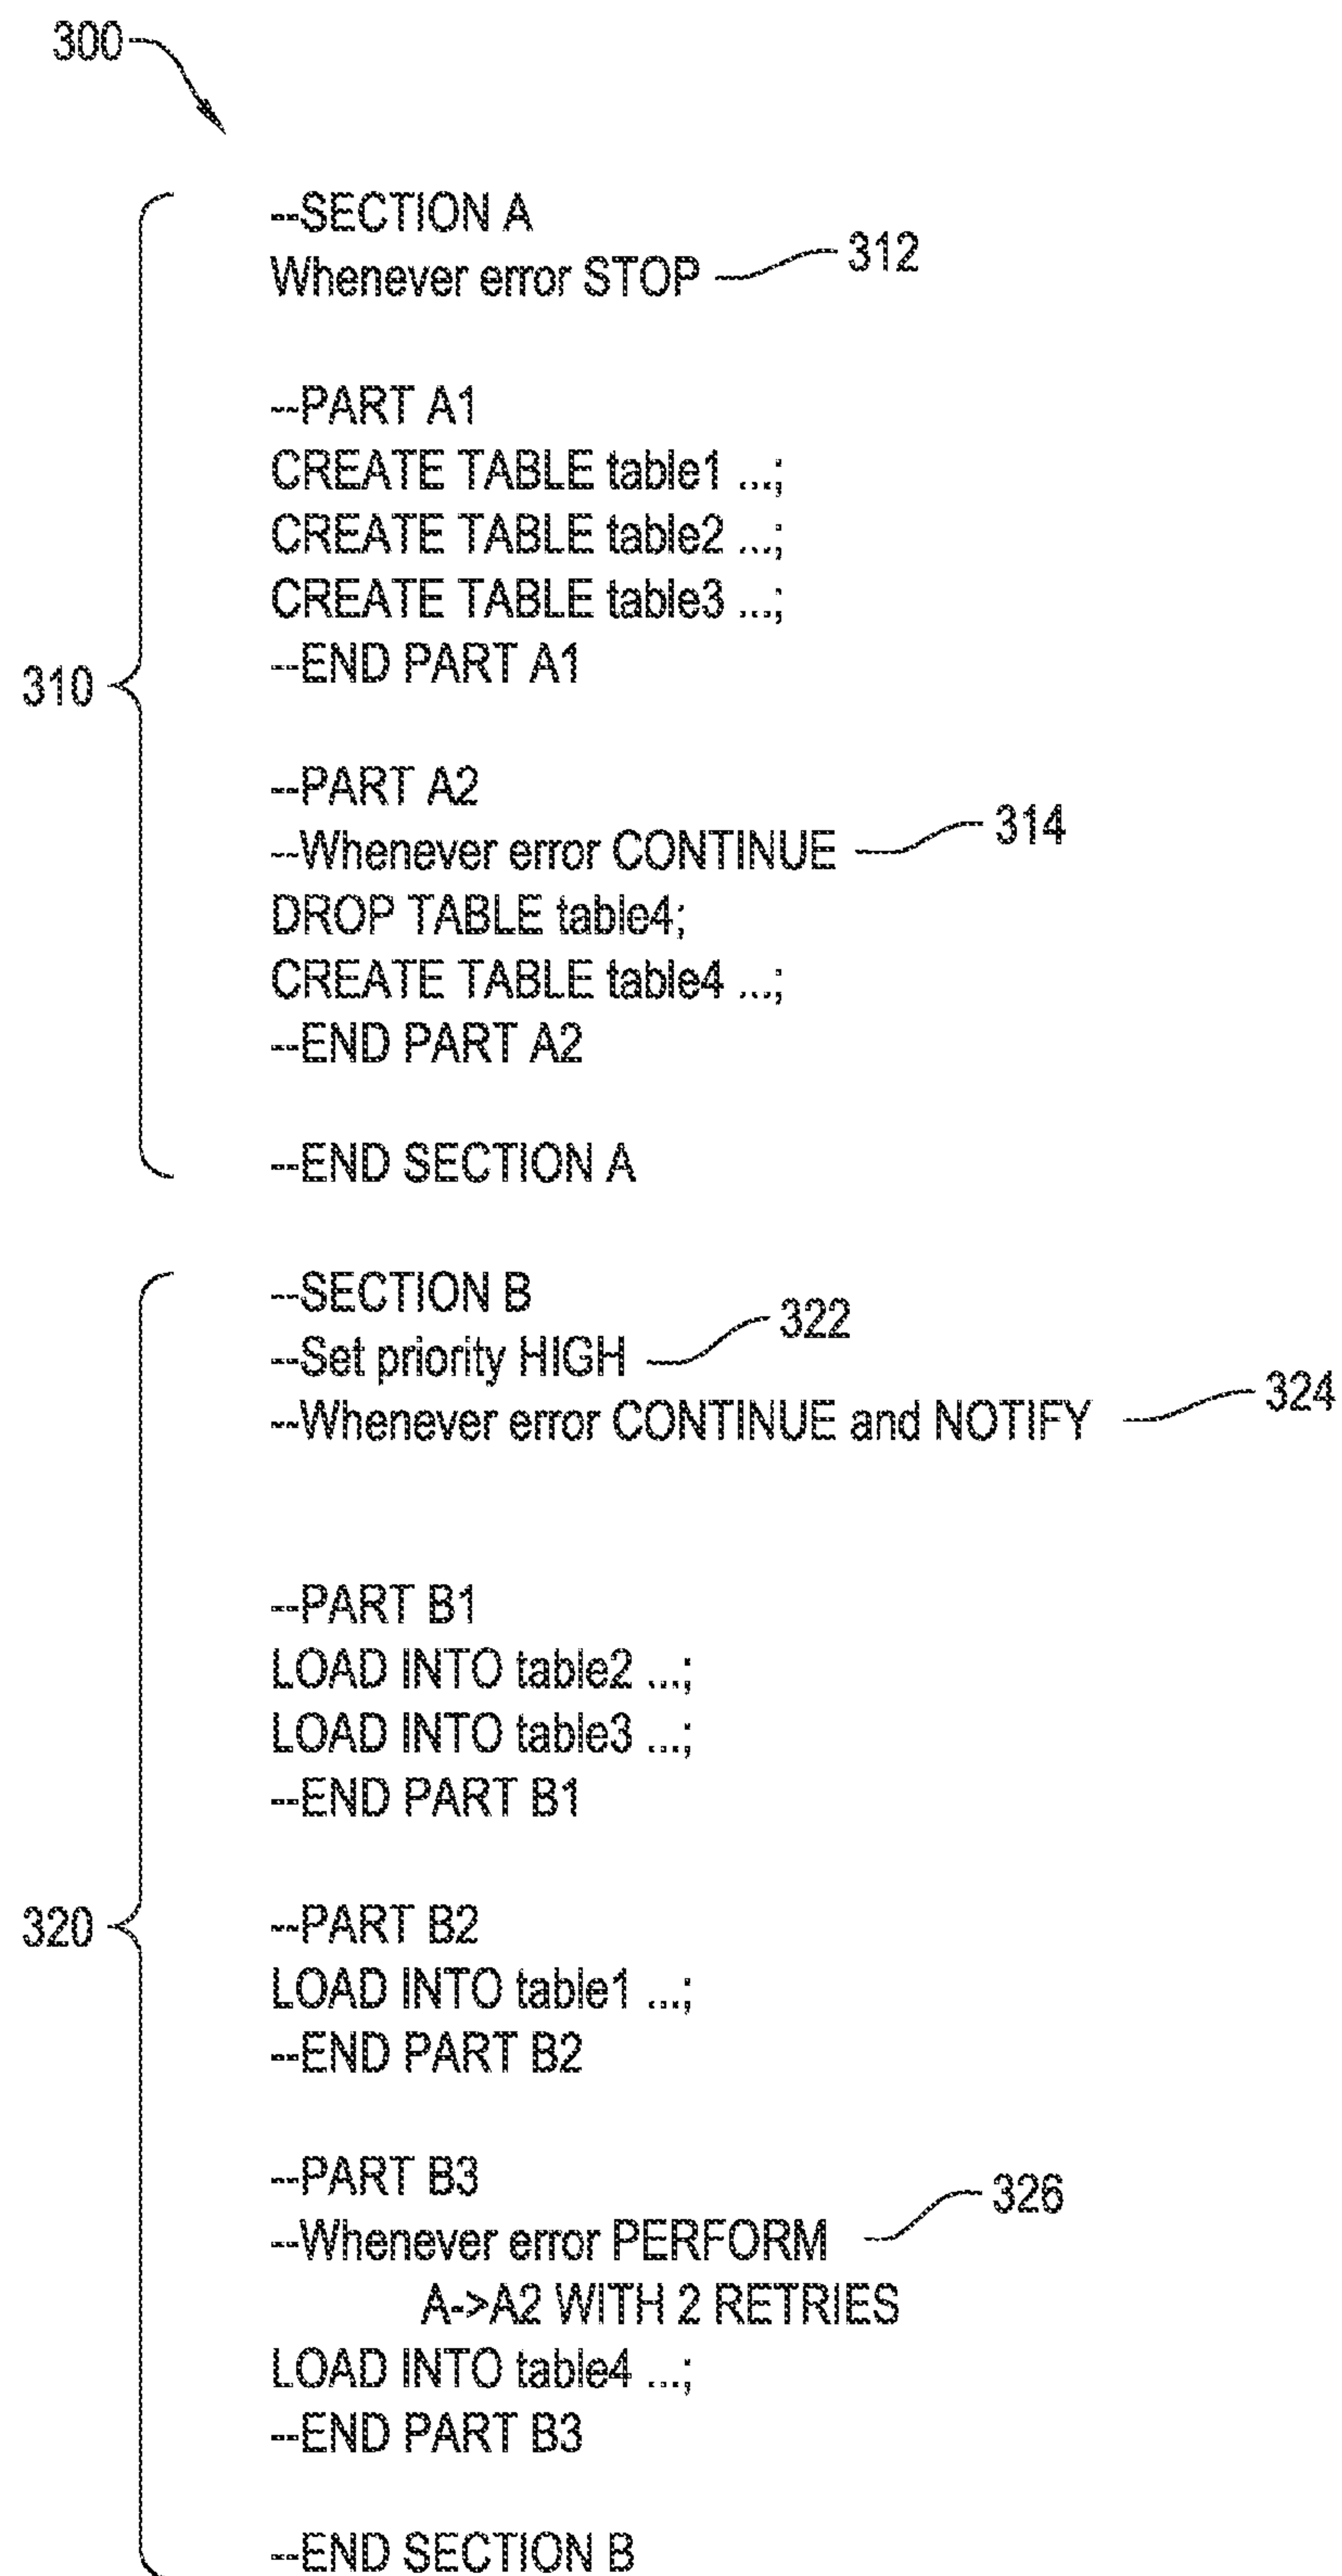 300
--SECTION A
Whenever error STOP 312
--PART A1
CREATE TABLE table1 ...;
CREATE TABLE table2 ...;
CREATE TABLE table3 ...;
--END PART A1
310
--PART A2
--Whenever error CONTINUE 314
DROP TABLE table4;
CREATE TABLE table4 ...;
--END PART A2
--END SECTION A
--SECTION B
--Set priority HIGH 322
--Whenever error CONTINUE and NOTIFY 324
--PART B1
LOAD INTO table2 ...;
LOAD INTO table3 ...;
--END PART B1
320
--PART B2
LOAD INTO table1 ...;
--END PART B2
--PART B3
--Whenever error PERFORM 326
A->A2 WITH 2 RETRIES
LOAD INTO table4 ...;
--END PART B3
--END SECTION B